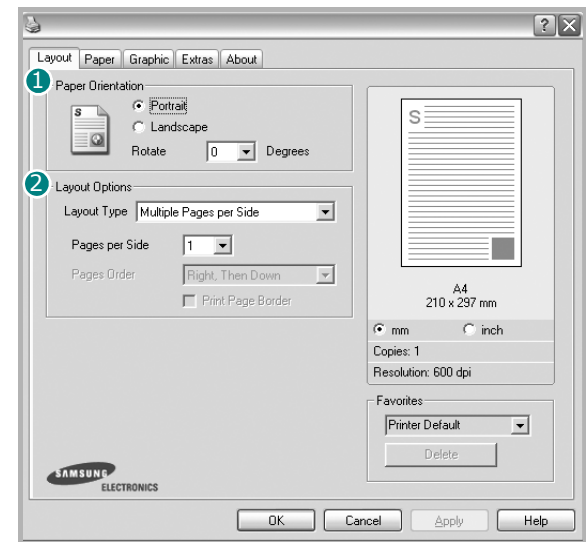 Layout Paper Graphic Extras About
1 Paper Orientation
S
Portrait
Landscape
Rotate 0 Degrees
2 Layout Options
Layout Type Multiple Pages per Side
Pages per Side 1
Pages Order Right, Then Down
Print Page Border
S
A4
210 x 297 mm
mm inch
Copies: 1
Resolution: 600 dpi
Favorites
Printer Default
Delete
SAMSUNG
ELECTRONICS
OK Cancel Apply Help